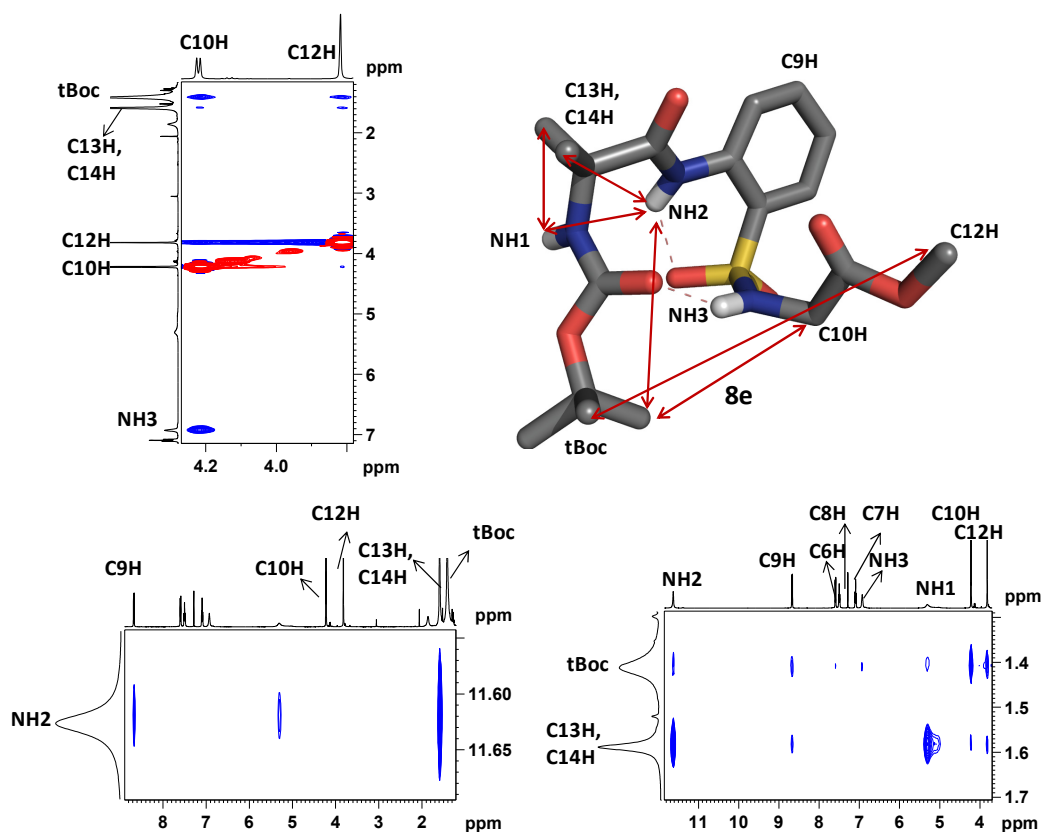 C10H
C12H
ppm
tBoc
C13H,
C14H
C12H
C10H
NH3
2
3
4
5
6
7
4.2
4.0
ppm
C9H
C13H,
C14H
NH2
NH1
C12H
NH3
C10H
8e
tBoc
C12H
tBoc
C9H
C10H
C13H,
C14H
ppm
NH2
11.60
11.65
8
7
6
5
4
3
2
ppm
C8H
C7H
C10H
C12H
C9H
C6H
NH3
NH2
NH1
ppm
tBoc
C13H,
C14H
1.4
1.5
1.6
1.7
11
10
9
8
7
6
5
4
ppm